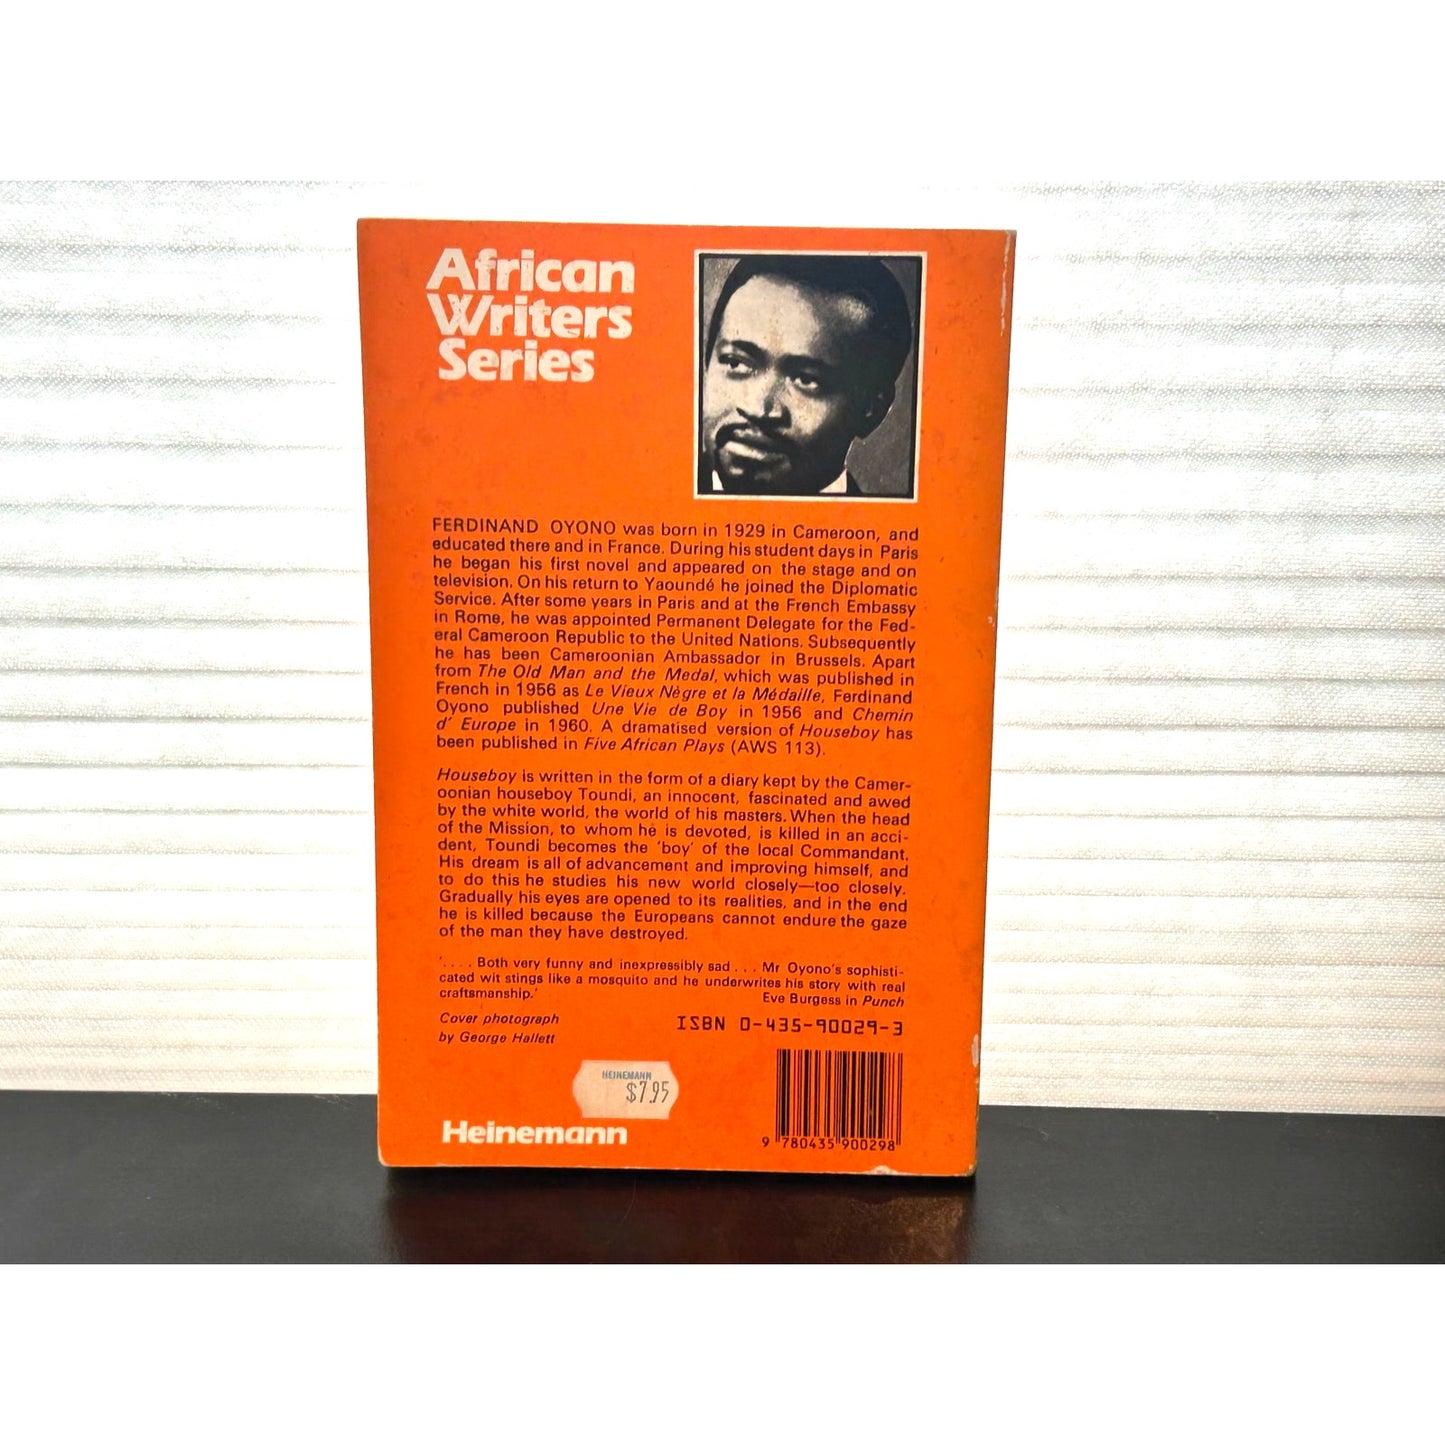 African
Writers
Series
FERDINAND OYONO was born in 1929 in Cameroon, and
educated there and in France. During his student days in Paris
he began his first novel and appeared on the stage and on
television. On his return to Yaoundé he joined the Diplomatic
Service. After some years in Paris and at the French Embassy
in Rome, he was appointed Permanent Delegate for the Fed-
eral Cameroon Republic to the United Nations. Subsequently
he has been Cameroonian Ambassador in Brussels. Apart
from The Old Man and the Medal, which was published in
French in 1956 as Le Vieux Nègre et la Médaille, Ferdinand
Oyono published Une Vie de Boy in 1956 and Chemin
d' Europe in 1960. A dramatised version of Houseboy has
been published in Five African Plays (AWS 113).
Houseboy is written in the form of a diary kept by the Camer-
oonian houseboy Toundi, an innocent, fascinated and awed
by the white world, the world of his masters. When the head
of the Mission, to whom he is devoted, is killed in an acci-
dent, Toundi becomes the 'boy' of the local Commandant.
His dream is all of advancement and improving himself, and
to do this he studies his new world closely—too closely.
Gradually his eyes are opened to its realities, and in the end
he is killed because the Europeans cannot endure the gaze
of the man they have destroyed.
'. . . . Both very funny and inexpressibly sad . . . Mr Oyono's sophisti-
cated wit stings like a mosquito and he underwrites his story with real
craftsmanship.' Eve Burgess in Punch
Cover photograph
by George Hallett
ISBN 0-435-90029-3
HEINEMANN
$7.95
Heinemann
9 780435 900298